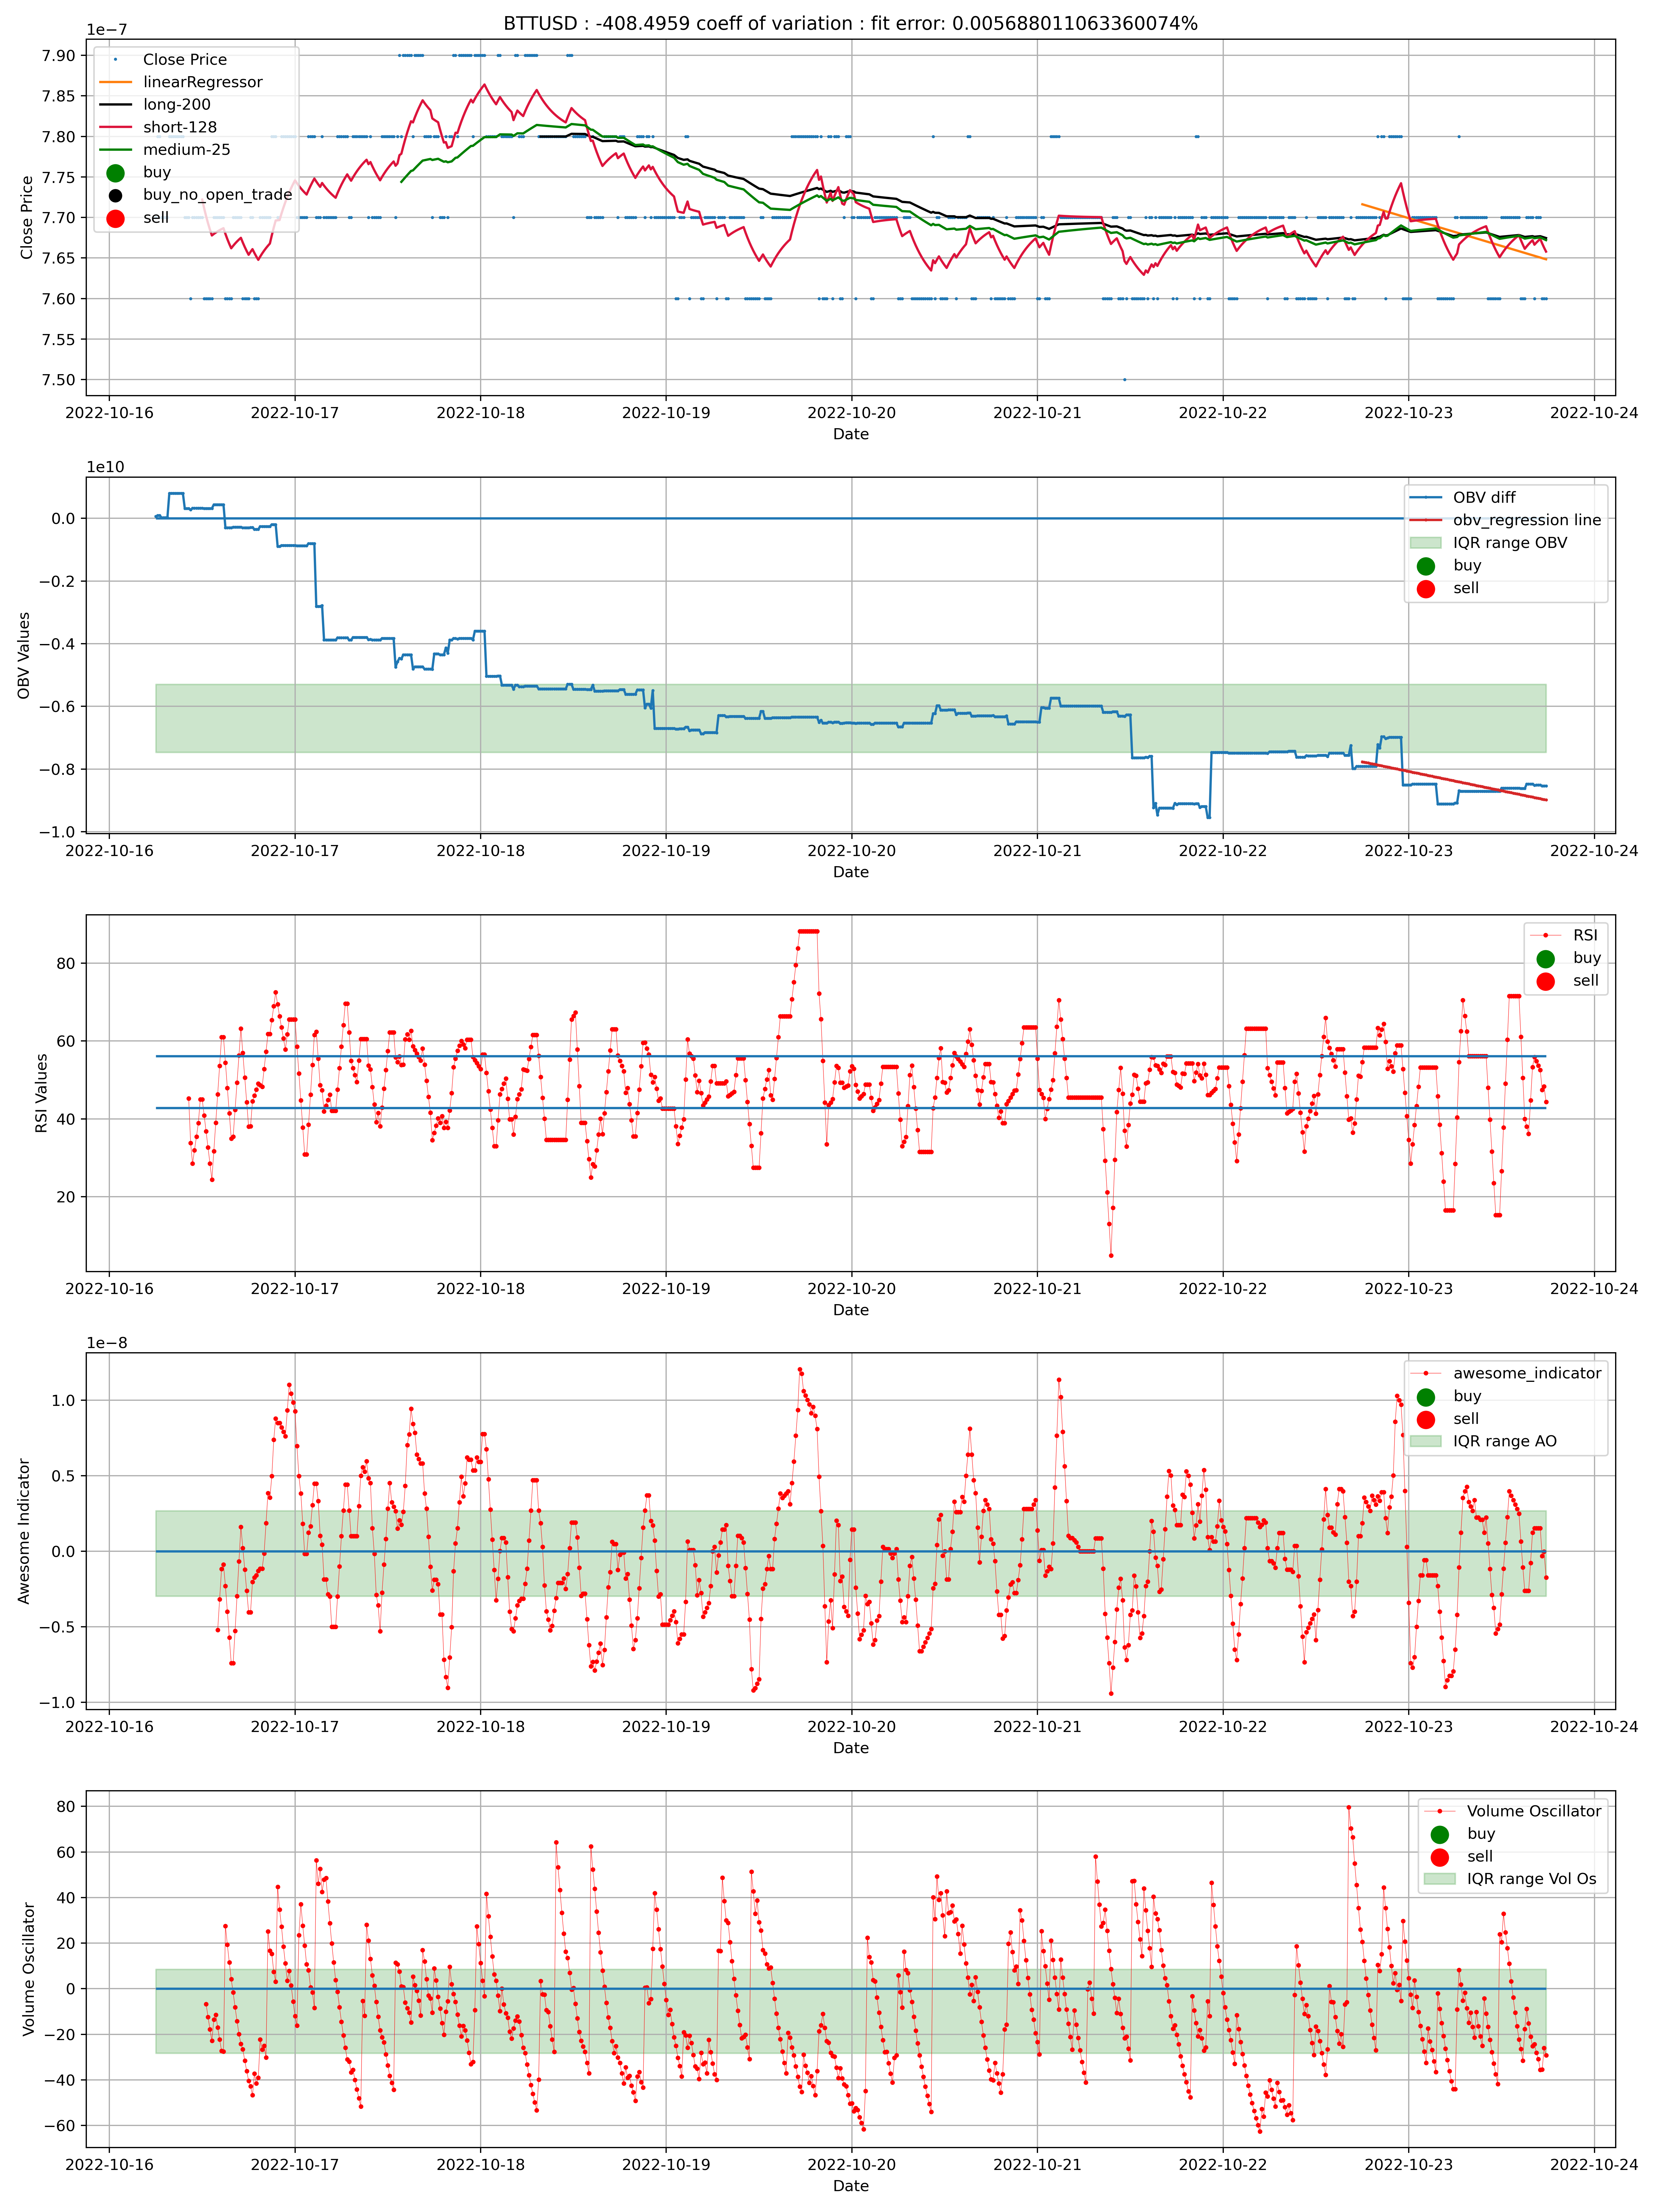 BTTUSD : -408.4959 coeff of variation : fit error: 0.005688011063360074%
1e−7
Close Price
linearRegressor
long-200
short-128
medium-25
buy
buy_no_open_trade
sell
7.90
7.85
7.80
7.75
7.70
7.65
7.60
7.55
7.50
Close Price
2022-10-16 2022-10-17 2022-10-18 2022-10-19 2022-10-20 2022-10-21 2022-10-22 2022-10-23 2022-10-24
Date
1e10
OBV diff
obv_regression line
IQR range OBV
buy
sell
0.0
−0.2
−0.4
−0.6
−0.8
−1.0
OBV Values
2022-10-16 2022-10-17 2022-10-18 2022-10-19 2022-10-20 2022-10-21 2022-10-22 2022-10-23 2022-10-24
Date
RSI
buy
sell
80
60
40
20
RSI Values
2022-10-16 2022-10-17 2022-10-18 2022-10-19 2022-10-20 2022-10-21 2022-10-22 2022-10-23 2022-10-24
Date
1e−8
awesome_indicator
buy
sell
IQR range AO
1.0
0.5
0.0
−0.5
−1.0
Awesome Indicator
2022-10-16 2022-10-17 2022-10-18 2022-10-19 2022-10-20 2022-10-21 2022-10-22 2022-10-23 2022-10-24
Date
Volume Oscillator
buy
sell
IQR range Vol Os
80
60
40
20
0
−20
−40
−60
Volume Oscillator
2022-10-16 2022-10-17 2022-10-18 2022-10-19 2022-10-20 2022-10-21 2022-10-22 2022-10-23 2022-10-24
Date